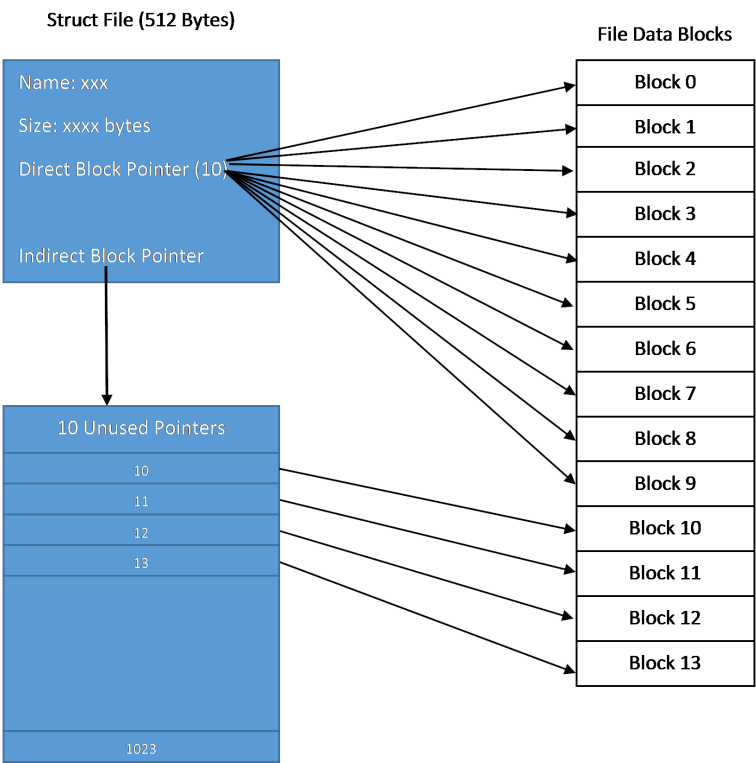 Struct File (512 Bytes)
Name: xxx
Size: xxxx bytes
Direct Block Pointer (10)
Indirect Block Pointer
10 Unused Pointers
10
11
12
13
1023
File Data Blocks
Block 0
Block 1
Block 2
Block 3
Block 4
Block 5
Block 6
Block 7
Block 8
Block 9
Block 10
Block 11
Block 12
Block 13